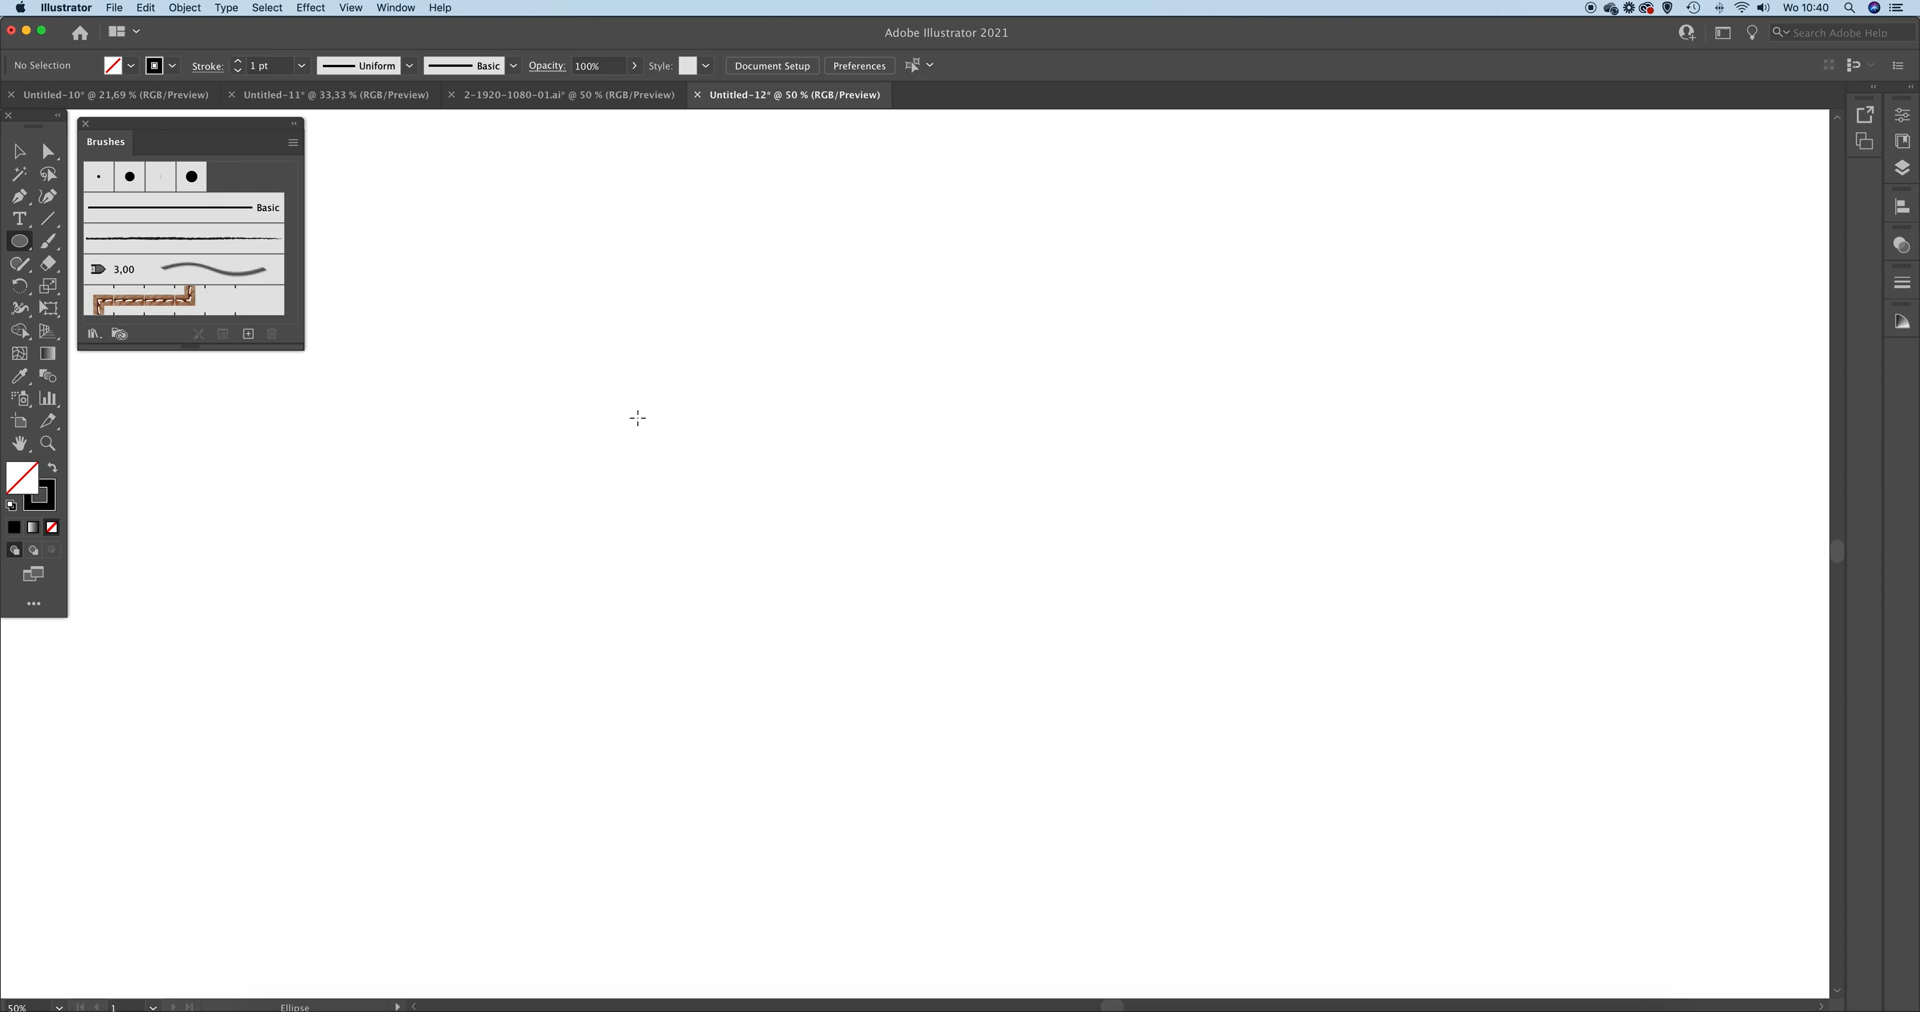 Illustrator File Edit Object Type Select Effect View Window Help Wo 10:40
Adobe Illustrator 2021 Search Adobe Help
No Selection Stroke: 1 pt Uniform Basic Opacity: 100% Style: Document Setup Preferences
Untitled-10* @ 21,69 % (RGB/Preview) Untitled-11* @ 33,33 % (RGB/Preview) 2-1920-1080-01.ai* @ 50 % (RGB/Preview) Untitled-12* @ 50 % (RGB/Preview)
Brushes
Basic
3,00
50% 1 Ellipse